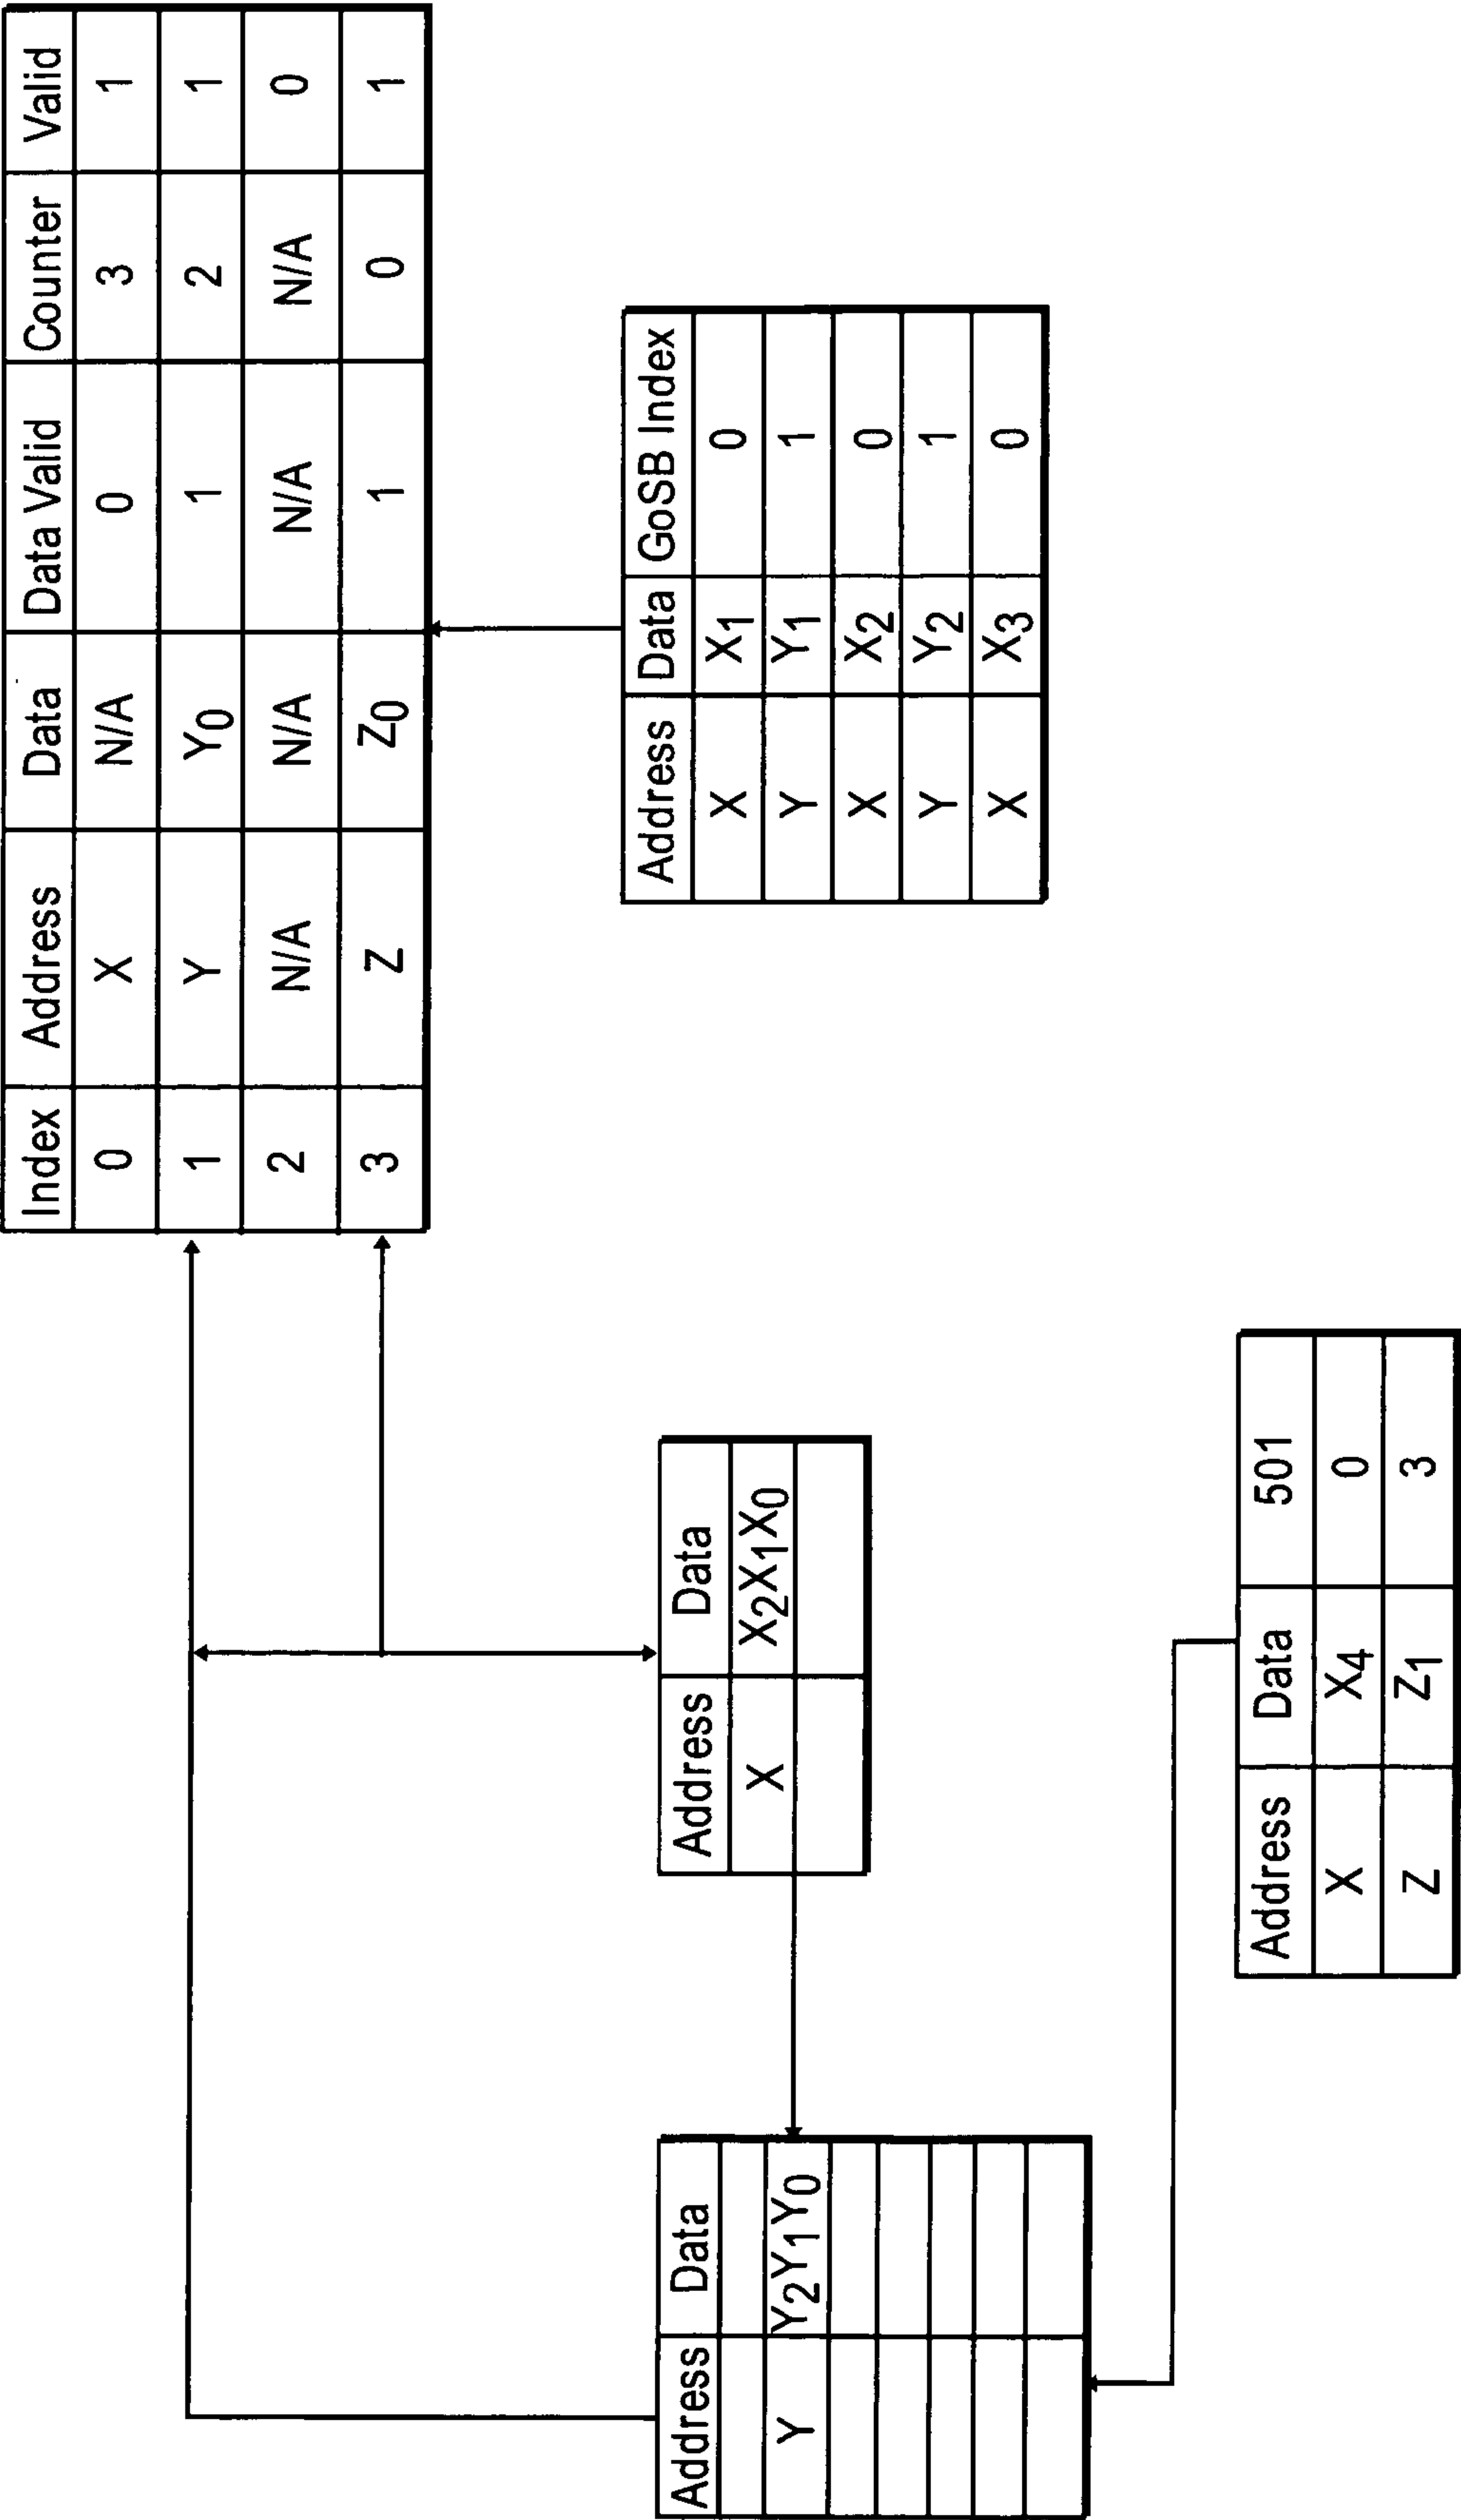 Index Address Data Data Valid Counter Valid
0 X N/A 0 3 1
1 Y Y0 1 2 1
2 N/A N/A N/A N/A 0
3 Z Z0 1 0 1
Address Data
Y Y2Y1Y0
Address Data
X X2X1X0
Address Data GoSB Index
X X1 0
Y Y1 1
X X2 0
Y Y2 1
X X3 0
Address Data 501
X X4 0
Z Z1 3